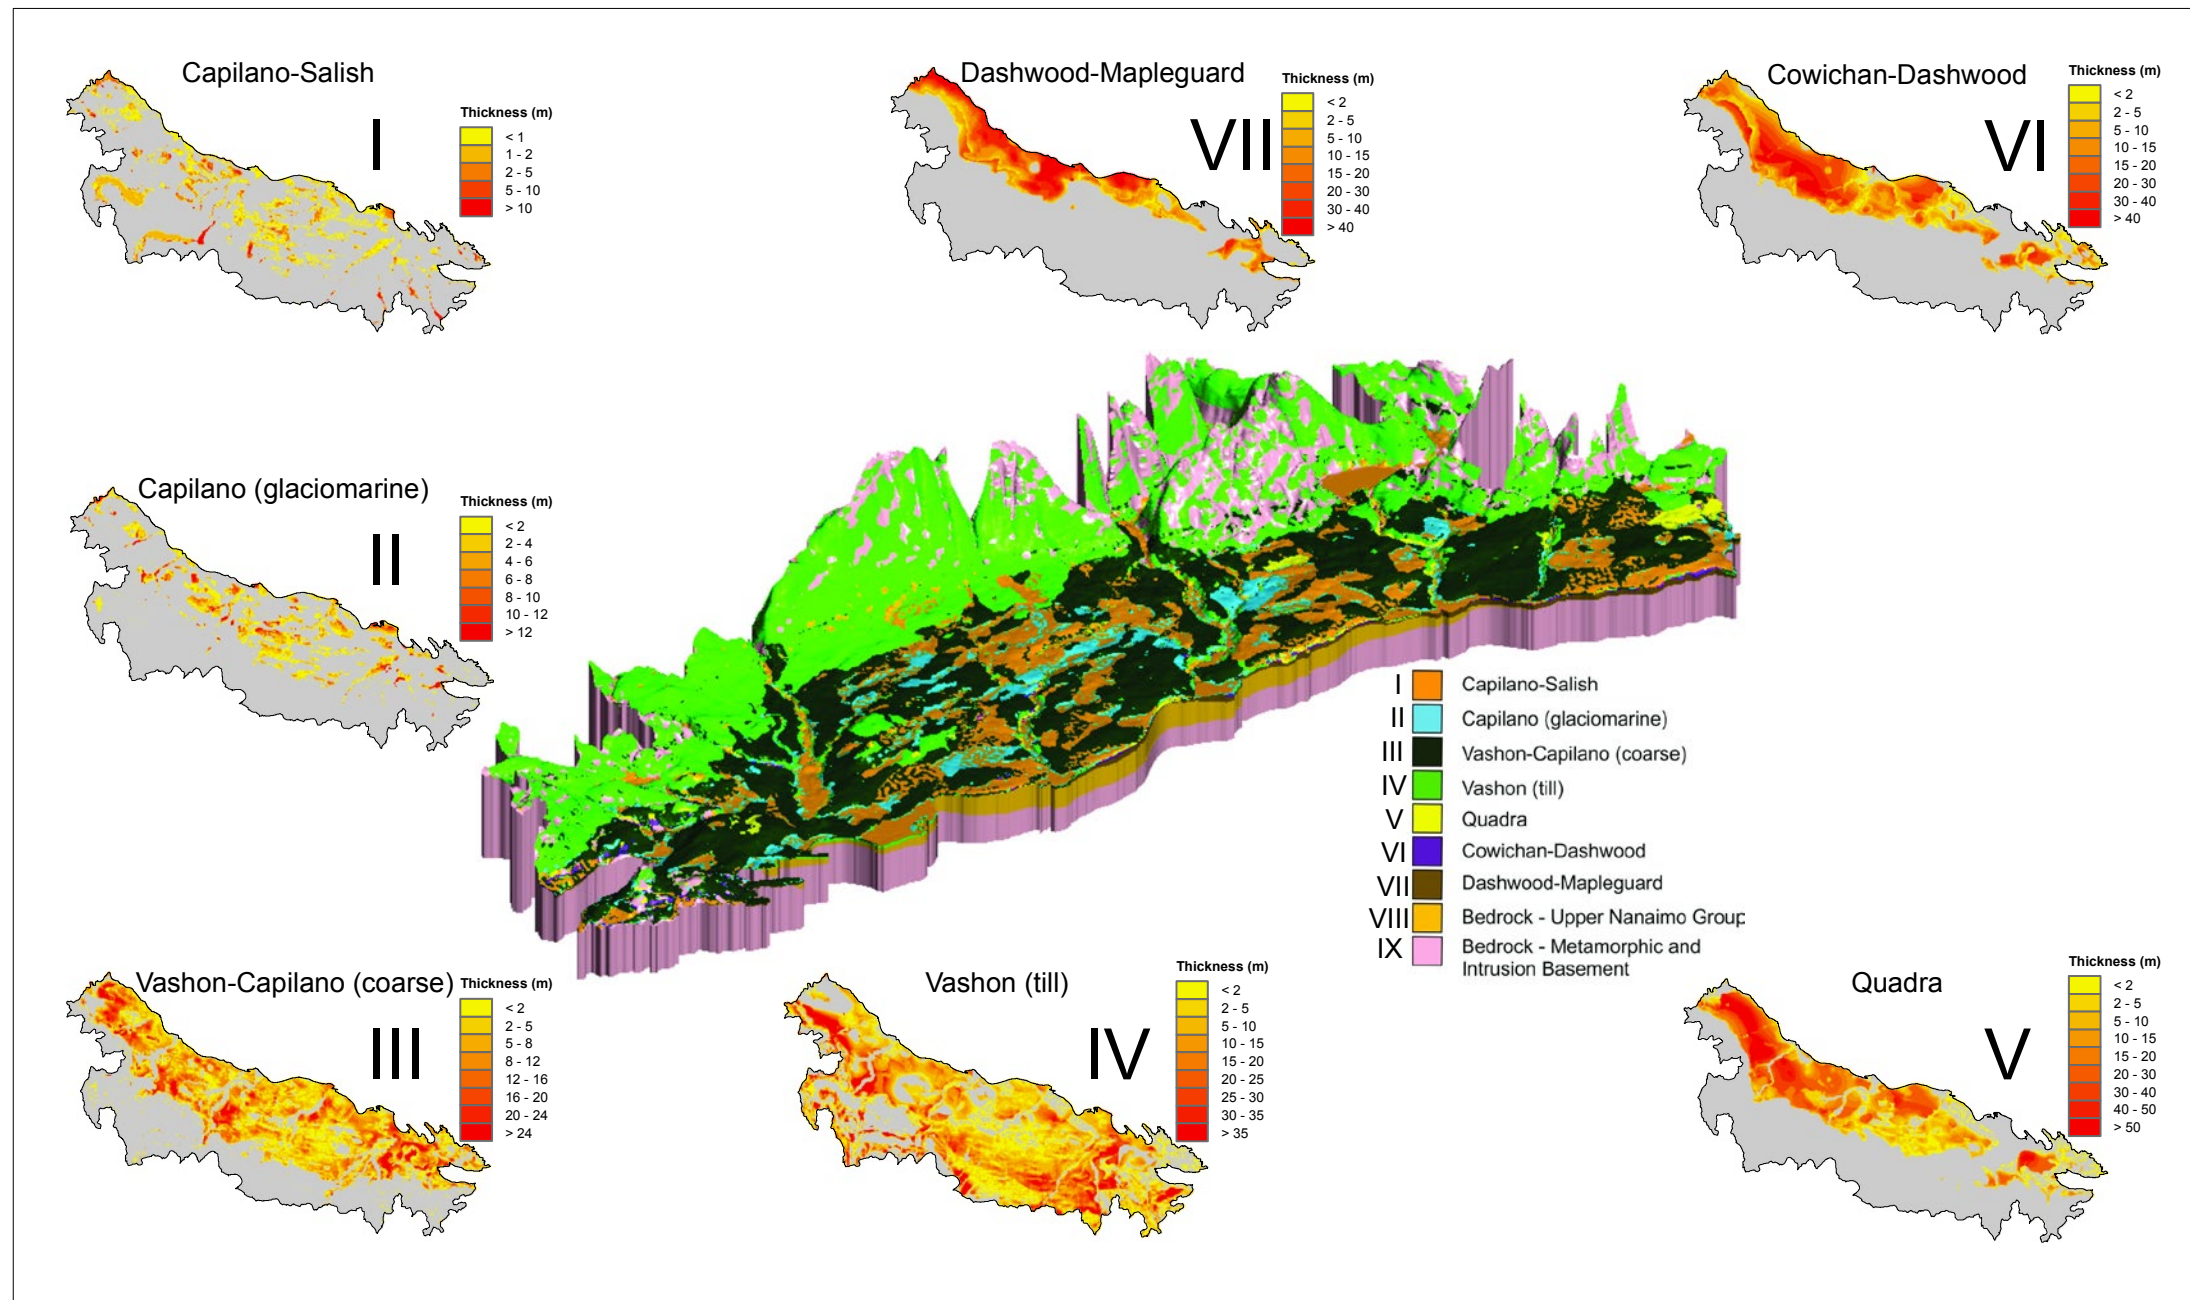 Capilano-Salish
I
Thickness (m)
< 1
1 - 2
2 - 5
5 - 10
> 10
Dashwood-Mapleguard
VII
Thickness (m)
< 2
2 - 5
5 - 10
10 - 15
15 - 20
20 - 30
30 - 40
> 40
Cowichan-Dashwood
VI
Thickness (m)
< 2
2 - 5
5 - 10
10 - 15
15 - 20
20 - 30
30 - 40
> 40
Capilano (glaciomarine)
II
Thickness (m)
< 2
2 - 4
4 - 6
6 - 8
8 - 10
10 - 12
> 12
I Capilano-Salish
II Capilano (glaciomarine)
III Vashon-Capilano (coarse)
IV Vashon (till)
V Quadra
VI Cowichan-Dashwood
VII Dashwood-Mapleguard
VIII Bedrock - Upper Nanaimo Group
IX Bedrock - Metamorphic and
Intrusion Basement
Vashon-Capilano (coarse)
III
Thickness (m)
< 2
2 - 5
5 - 8
8 - 12
12 - 16
16 - 20
20 - 24
> 24
Vashon (till)
IV
Thickness (m)
< 2
2 - 5
5 - 10
10 - 15
15 - 20
20 - 25
25 - 30
30 - 35
> 35
Quadra
V
Thickness (m)
< 2
2 - 5
5 - 10
10 - 15
15 - 20
20 - 30
30 - 40
40 - 50
> 50